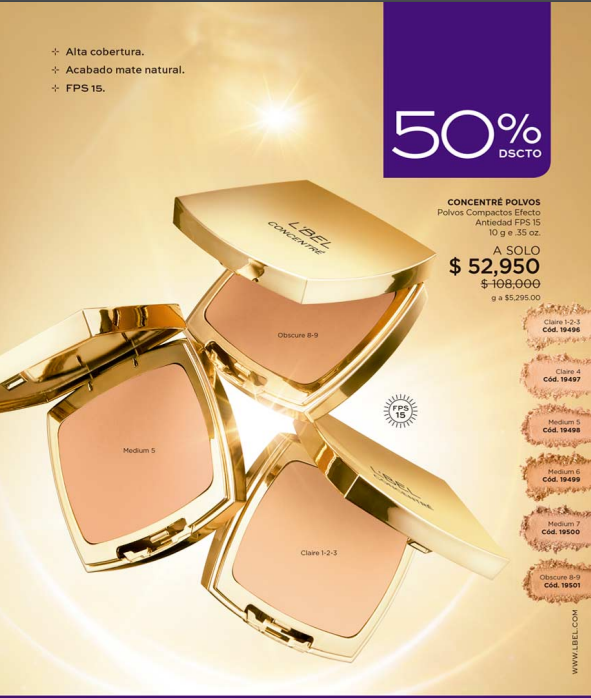 Alta cobertura.
Acabado mate natural.
FPS 15.
50%
DSCTO
CONCENTRÉ POLVOS
Polvos Compactos Efecto
Antiedad FPS 15
10 g e .35 oz.
A SOLO
$ 52,950
$ 108,000
g a $5,295.00
L'BEL
CONCENTRÉ
Obscure 8-9
Claire 1-2-3
Cód. 19496
Claire 4
Cód. 19497
FPS
15
Medium 5
Cód. 19498
Medium 5
L'BEL
CONCENTRÉ
Medium 6
Cód. 19499
Medium 7
Cód. 19500
Claire 1-2-3
Obscure 8-9
Cód. 19501
WWW.LBEL.COM